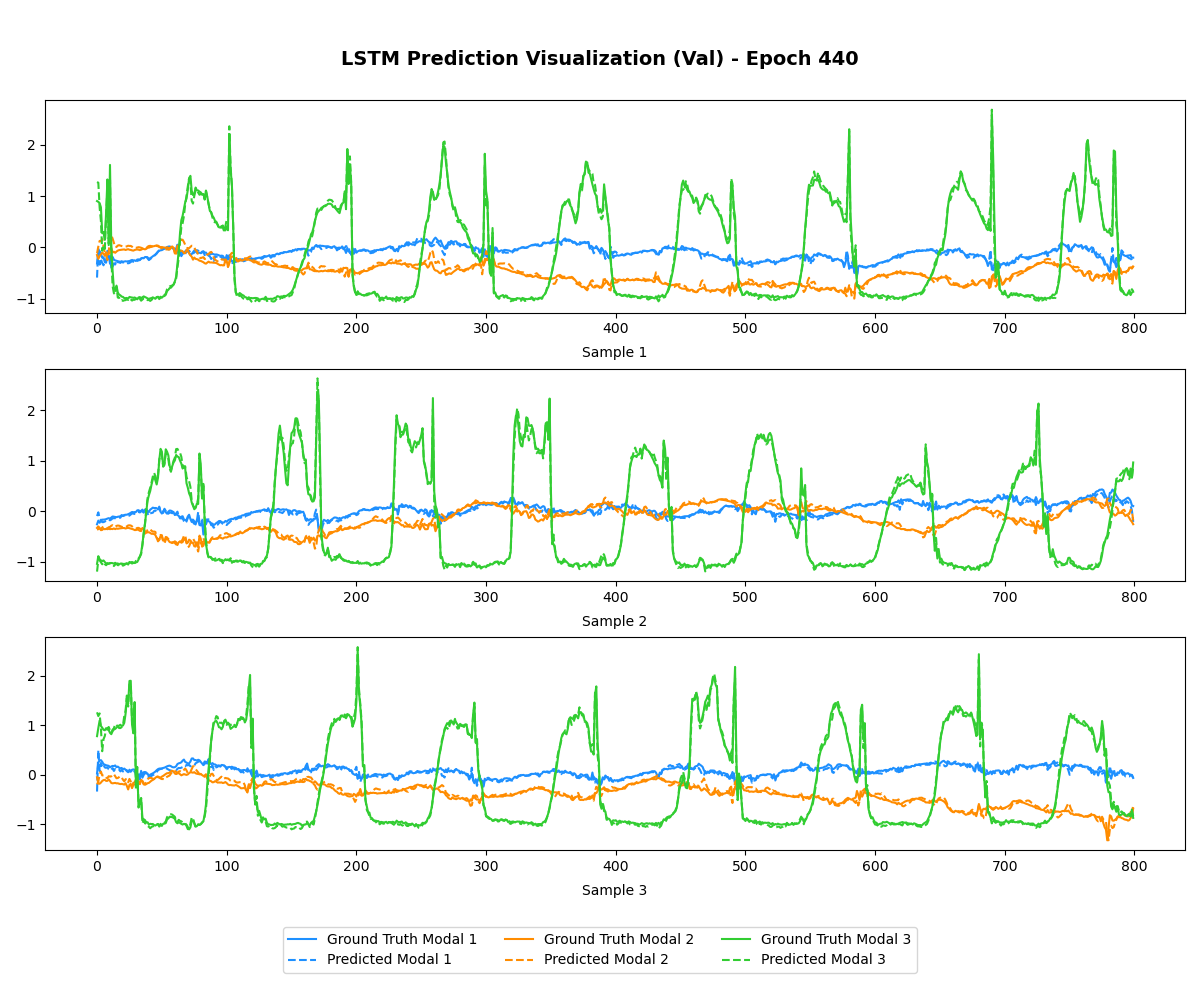 LSTM Prediction Visualization (Val) - Epoch 440
2
1
0
−1
0 100 200 300 400 500 600 700 800
Sample 1
2
1
0
−1
0 100 200 300 400 500 600 700 800
Sample 2
2
1
0
−1
0 100 200 300 400 500 600 700 800
Sample 3
Ground Truth Modal 1 Ground Truth Modal 2 Ground Truth Modal 3
Predicted Modal 1 Predicted Modal 2 Predicted Modal 3